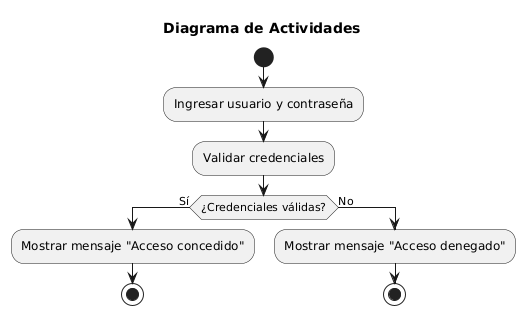 Diagrama de Actividades
Ingresar usuario y contraseña
Validar credenciales
Sí
¿Credenciales válidas?
No
Mostrar mensaje "Acceso concedido"
Mostrar mensaje "Acceso denegado"